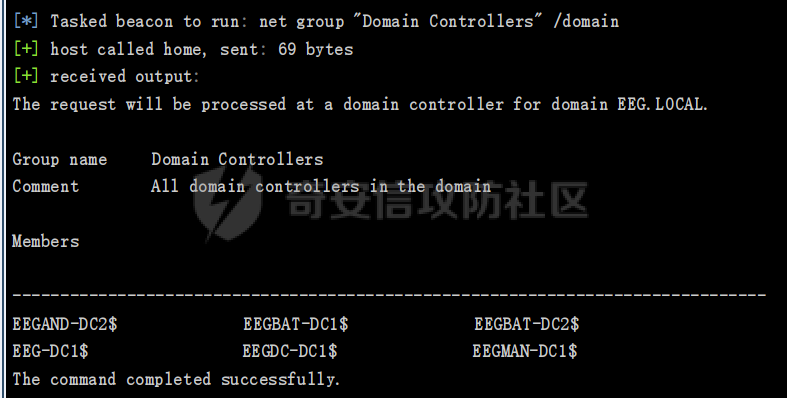 [*] Tasked beacon to run: net group "Domain Controllers" /domain
[+] host called home, sent: 69 bytes
[+] received output:
The request will be processed at a domain controller for domain EEG.LOCAL.
Group name     Domain Controllers
Comment        All domain controllers in the domain
奇安信攻防社区
Members
-------------------------------------------------------------------------------
EEGAND-DC2$              EEGBAT-DC1$              EEGBAT-DC2$
EEG-DC1$                 EEGDC-DC1$               EEGMAN-DC1$
The command completed successfully.